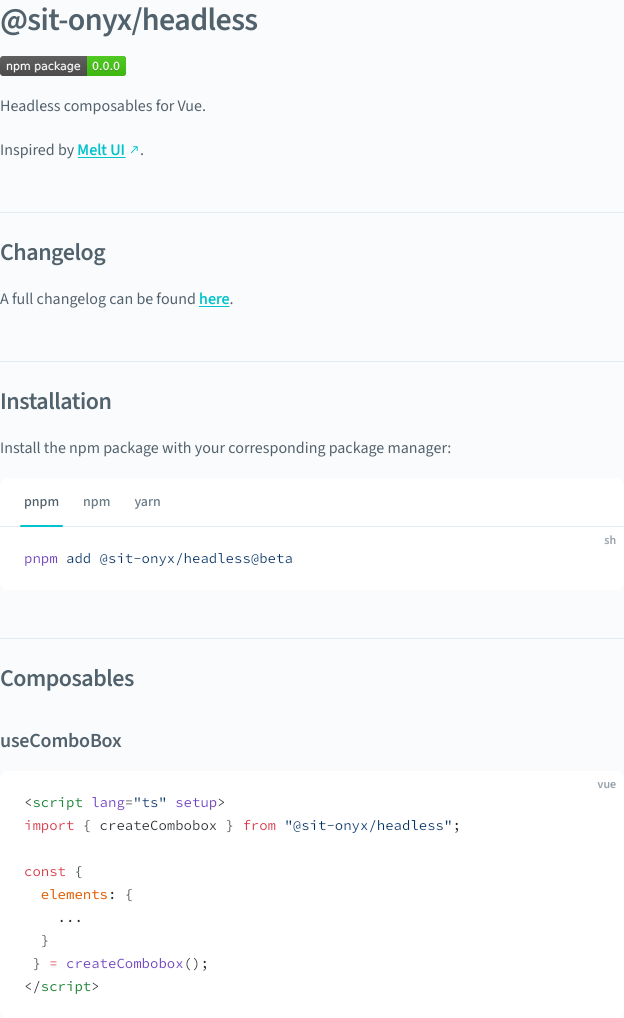 @sit-onyx/headless
npm package 0.0.0
Headless composables for Vue.
Inspired by Melt UI ↗.
Changelog
A full changelog can be found here.
Installation
Install the npm package with your corresponding package manager:
pnpm npm yarn
sh
pnpm add @sit-onyx/headless@beta
Composables
useComboBox
vue
<script lang="ts" setup>
import { createCombobox } from "@sit-onyx/headless";
const {
  elements: {
    ...
  }
 } = createCombobox();
</script>